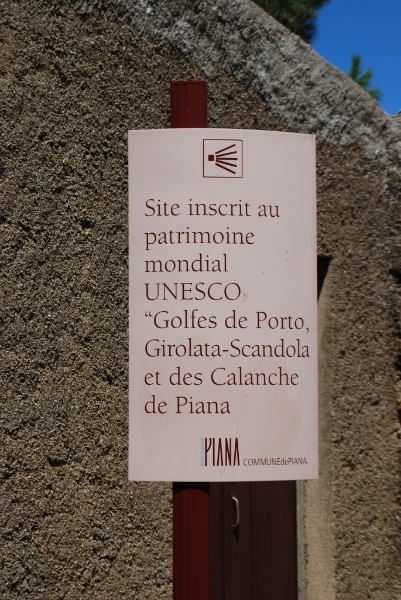 Site inscrit au
patrimoine
mondial
UNESCO
“Golfes de Porto,
Girolata-Scandola
et des Calanche
de Piana
PIANA COMMUNEdePIANA